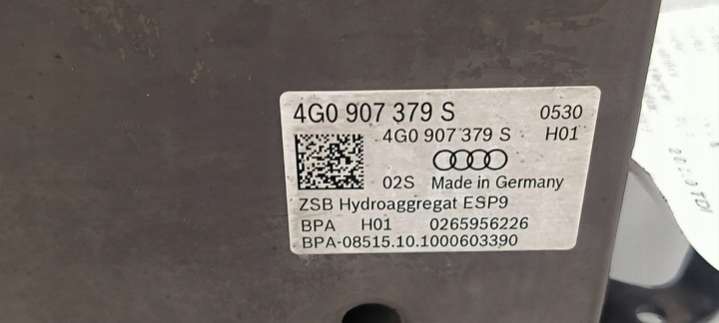 4G0 907 379 S 0530
4G0 907 379 S H01
02S Made in Germany
ZSB Hydroaggregat ESP9
BPA H01 0265956226
BPA-08515.10.1000603390
TDI